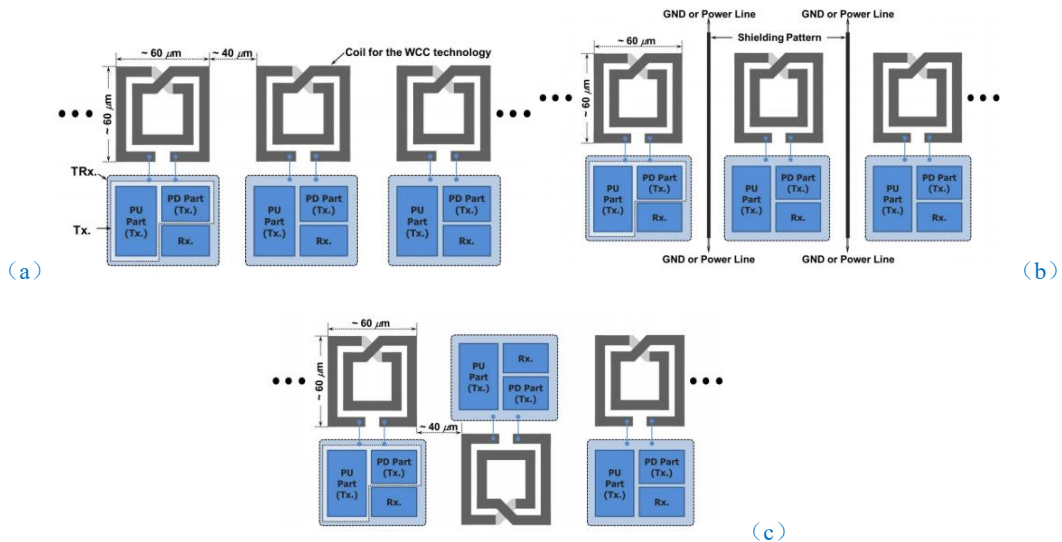 ~ 60 μm
~ 40 μm
Coil for the WCC technology
~ 60 μm
TRx.
Tx.
PU Part (Tx.)
PD Part (Tx.)
Rx.
PU Part (Tx.)
PD Part (Tx.)
Rx.
PU Part (Tx.)
PD Part (Tx.)
Rx.
（a）
GND or Power Line
GND or Power Line
Shielding Pattern
~ 60 μm
~ 60 μm
PU Part (Tx.)
PD Part (Tx.)
Rx.
PU Part (Tx.)
PD Part (Tx.)
Rx.
PU Part (Tx.)
PD Part (Tx.)
Rx.
GND or Power Line
GND or Power Line
（b）
~ 60 μm
~ 60 μm
~ 40 μm
PU Part (Tx.)
PD Part (Tx.)
Rx.
PU Part (Tx.)
Rx.
PD Part (Tx.)
PU Part (Tx.)
PD Part (Tx.)
Rx.
（c）